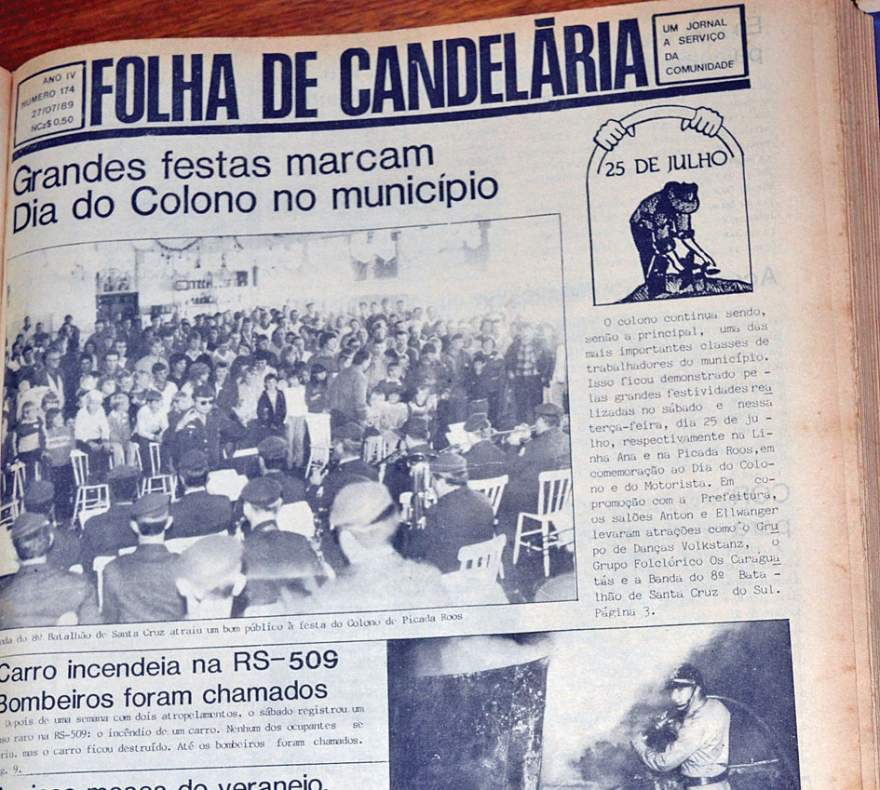 ANO IV
NUMERO 174
27/07/89
NCz$ 0,50
FOLHA DE CANDELÁRIA
UM JORNAL
A SERVIÇO
DA
COMUNIDADE
Grandes festas marcam
Dia do Colono no município
25 DE JULHO
O colono continua sendo,
senão a principal, uma das
mais importantes classes de
trabalhadores do município.
Isso ficou demonstrado pe -
las grandes festividades rea
lizadas no sábado e nessa
terça-feira, dia 25 de ju -
lho, respectivamente na Li-
nha Ana e na Picada Roos,em
comemoração ao Dia do Colo-
no e do Motorista. Em co-
promoção com a Prefeitura,
os salões Anton e Ellwanger
levaram atrações como o Gru
po de Danças Volkstanz, o
Grupo Folclórico Os Caragua
tás e a Banda do 8º Bata -
lhão de Santa Cruz do Sul.
Página 3.
do 8º Batalhão de Santa Cruz atraiu um bom público à festa do Colono de Picada Roos
Carro incendeia na RS-509
Bombeiros foram chamados
Depois de uma semana com dois atropelamentos, o sábado registrou um
raro na RS-509: o incêndio de um carro. Nenhum dos ocupantes se
mas o carro ficou destruído. Até os bombeiros foram chamados.
9.
do veraneio,